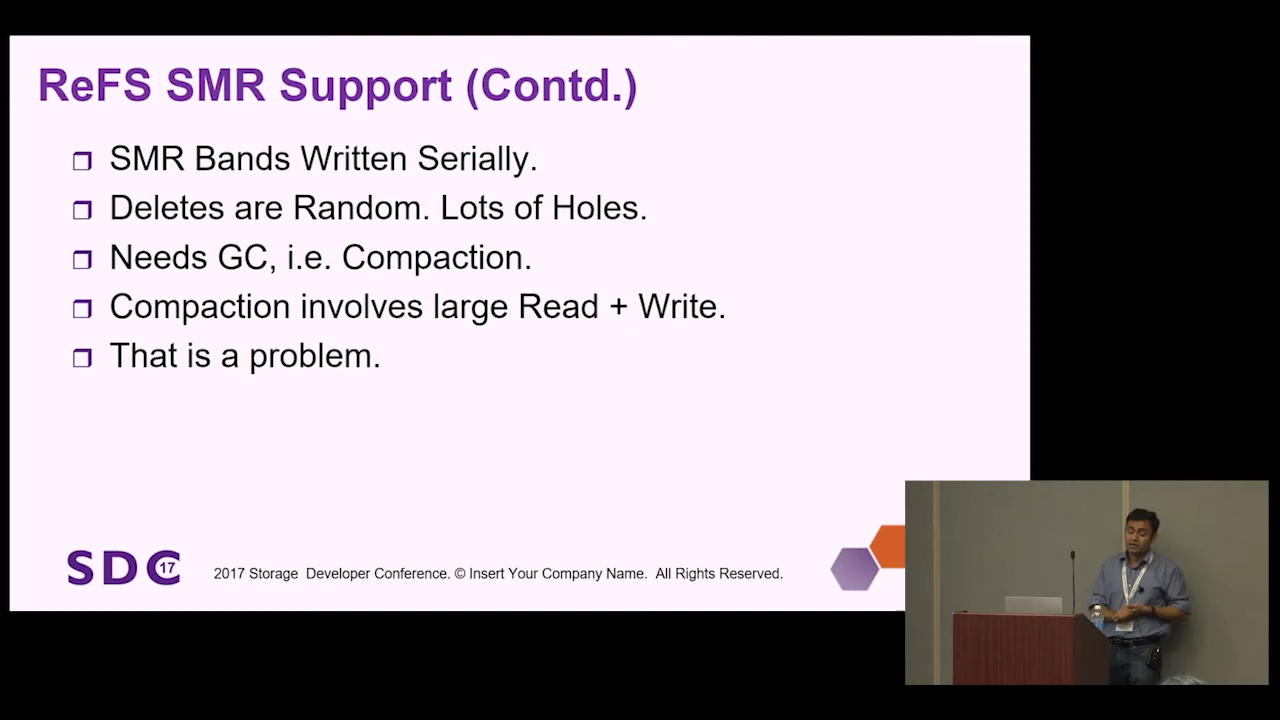 ReFS SMR Support (Contd.)
SMR Bands Written Serially.
Deletes are Random. Lots of Holes.
Needs GC, i.e. Compaction.
Compaction involves large Read + Write.
That is a problem.
SDC 17
2017 Storage Developer Conference. © Insert Your Company Name. All Rights Reserved.